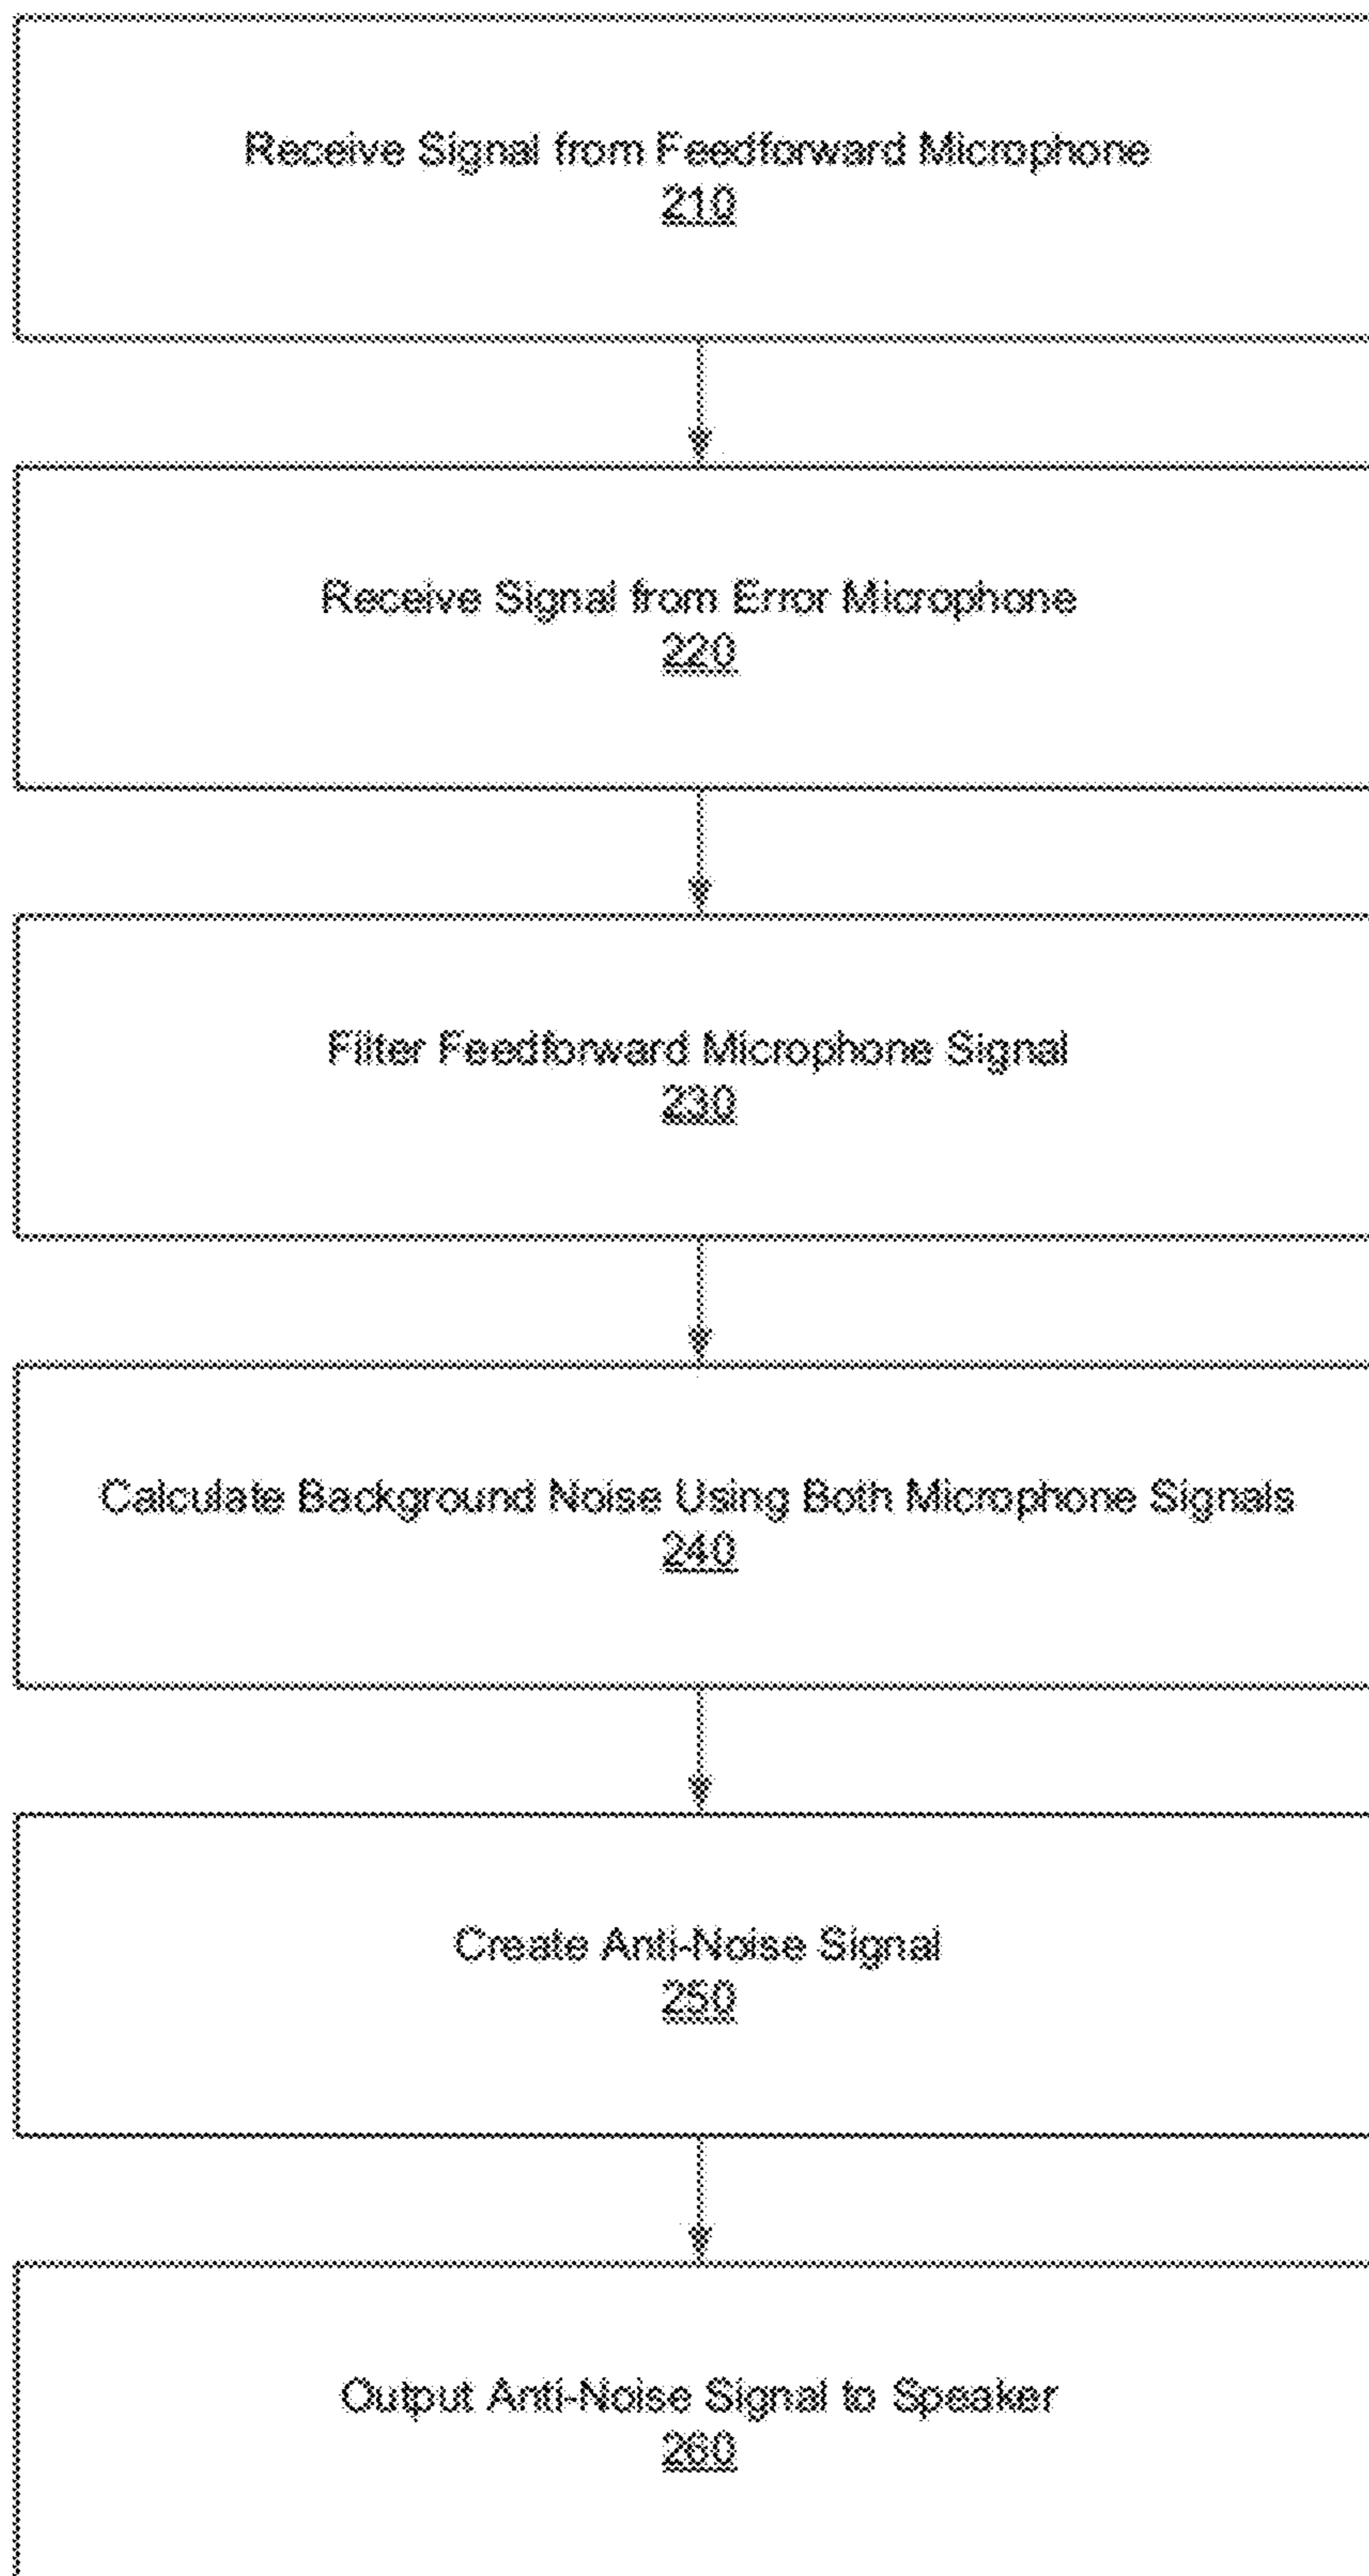 Receive Signal from Feedforward Microphone
210
Receive Signal from Error Microphone
220
Filter Feedforward Microphone Signal
230
Calculate Background Noise Using Both Microphone Signals
240
Create Anti-Noise Signal
250
Output Anti-Noise Signal to Speaker
260